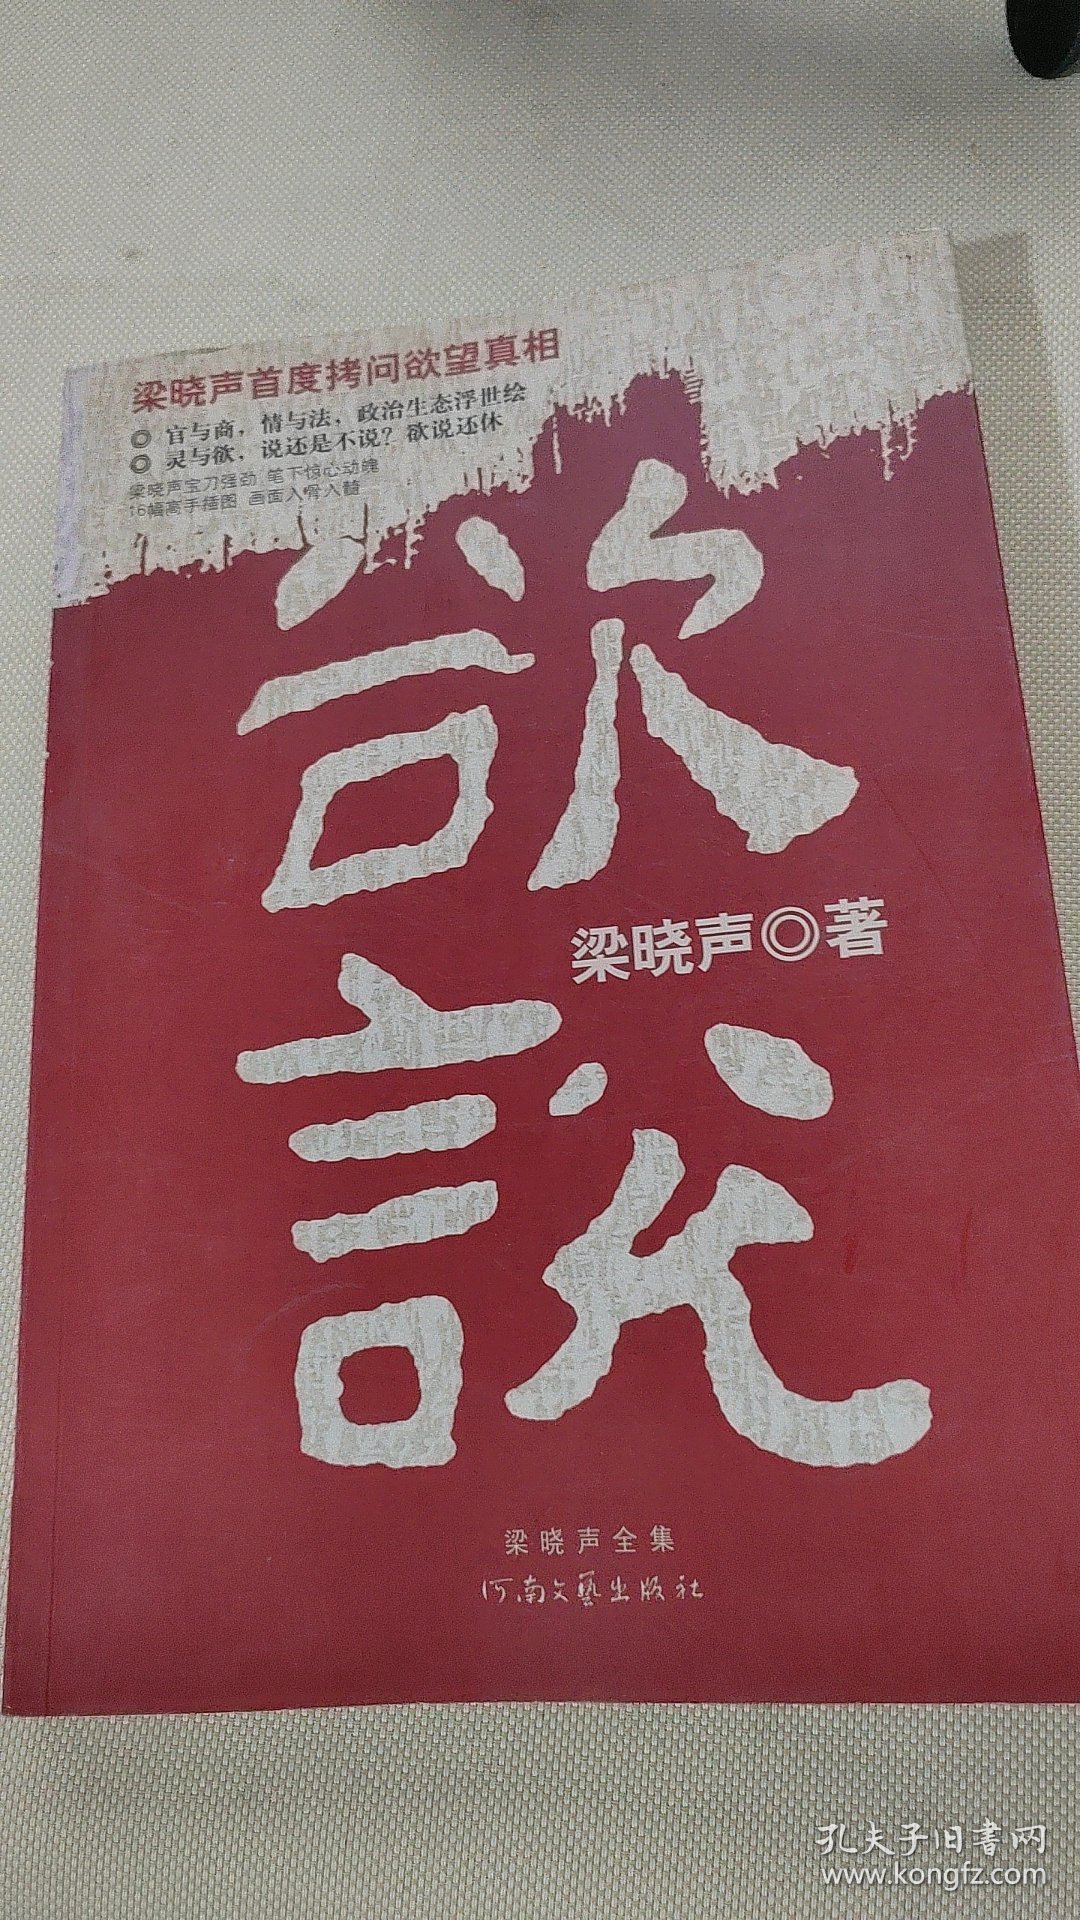 梁晓声首度拷问欲望真相
◎ 官与商，情与法，政治生态浮世绘
◎ 灵与欲，说还是不说？欲说还休
梁晓声宝刀强劲 笔下惊心动魄
16幅高手插图 画面入骨入髓
欲
梁晓声◎著
說
梁晓声全集
河南文藝出版社
孔夫子旧書网
www.kongfz.com